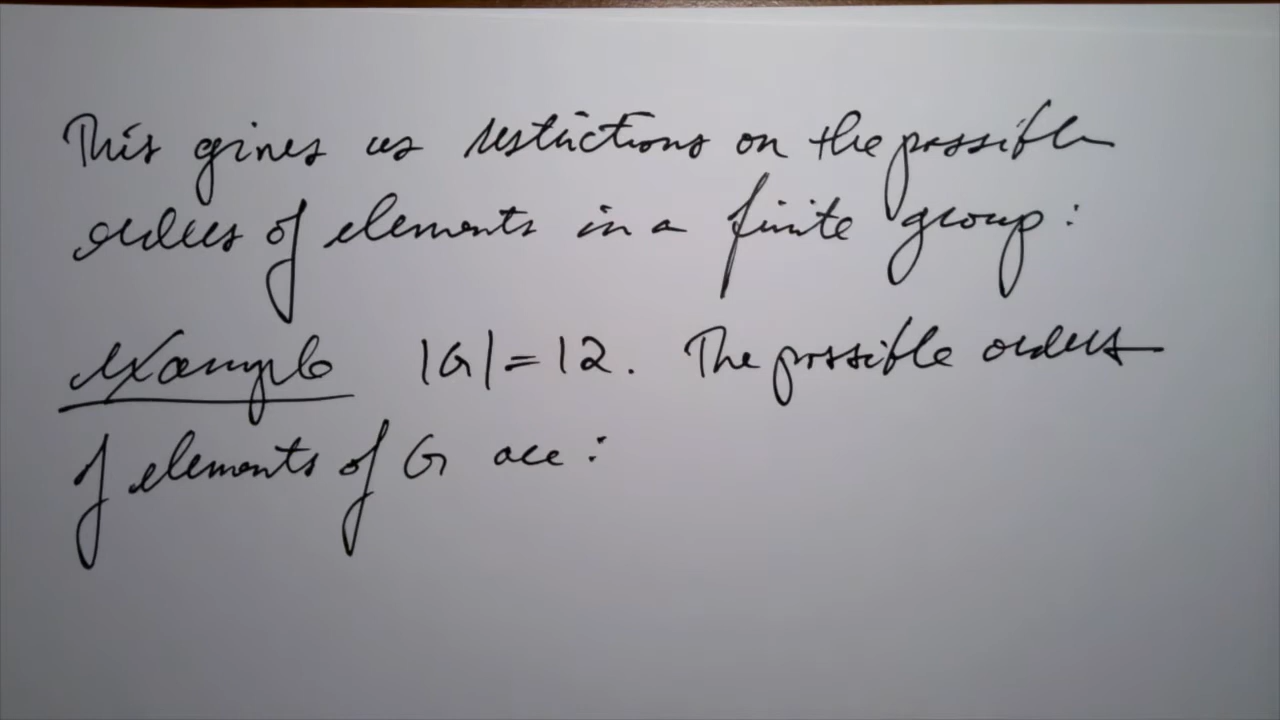 This gives us restrictions on the possible
orders of elements in a finite group:
Example |G|=12. The possible orders
of elements of G are: